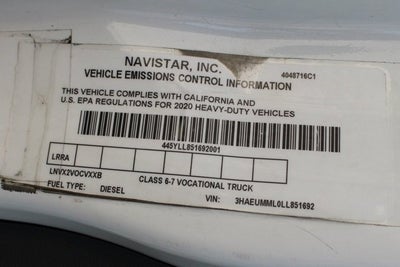 NAVISTAR, INC.
VEHICLE EMISSIONS CONTROL INFORMATION 4048716C1
THIS VEHICLE COMPLIES WITH CALIFORNIA AND
U.S. EPA REGULATIONS FOR 2020 HEAVY-DUTY VEHICLES
445YLL851692001
LRRA
LNVX2VOCVXXB CLASS 6-7 VOCATIONAL TRUCK
FUEL TYPE: DIESEL VIN: 3HAEUMML0LL851692